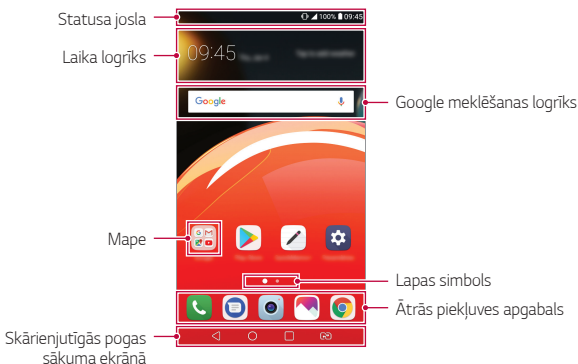 Statusa josla
100% 09:45
Laika logrīks
09:45
Google
Google meklēšanas logrīks
Mape
Lapas simbols
Ātrās piekļuves apgabals
Skārienjutīgās pogas
sākuma ekrānā